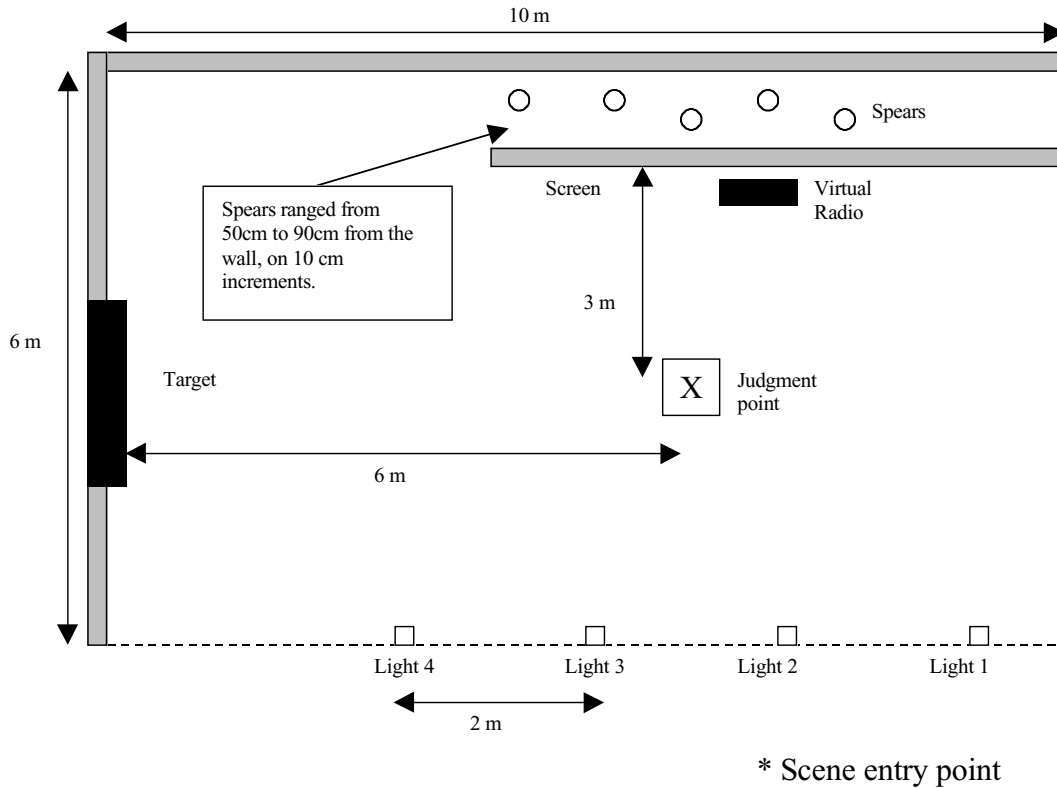 10 m
Spears
Screen
Virtual
Radio
Spears ranged from
50cm to 90cm from the
wall, on 10 cm
increments.
3 m
6 m
Target
X
Judgment
point
6 m
Light 4
Light 3
Light 2
Light 1
2 m
* Scene entry point